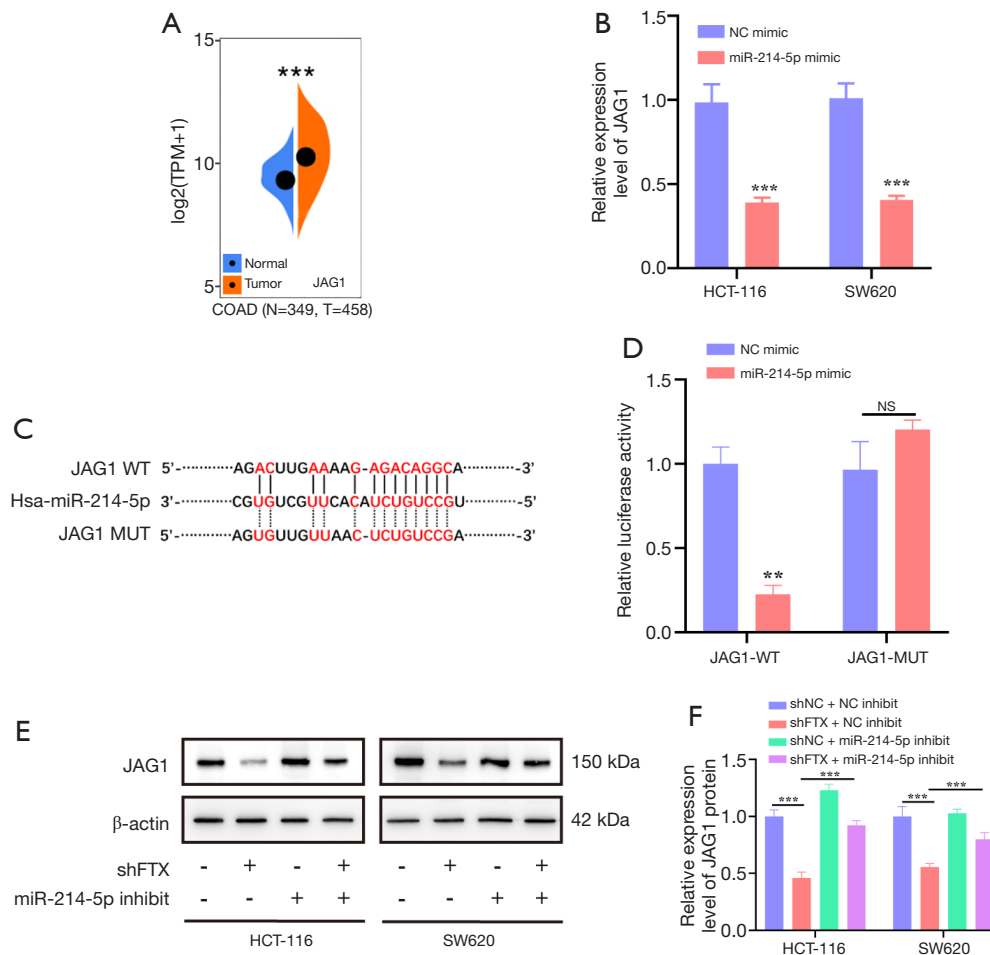 A
15
***
10
5
log2(TPM+1)
Normal
Tumor
JAG1
COAD (N=349, T=458)
B
NC mimic
miR-214-5p mimic
Relative expression
level of JAG1
1.5
1.0
0.5
0.0
***
***
HCT-116
SW620
C
JAG1 WT 5'-··········AGACUUGAAAAG-AGACAGGCA··········-3'
Hsa-miR-214-5p 3'-··········CGUGUCGUUCACAUCUGUCCGU··········-5'
JAG1 MUT 5'-··········AGUGUUGUUAAC-UCUGUCCGA··········-3'
D
NC mimic
miR-214-5p mimic
Relative luciferase activity
1.5
1.0
0.5
0.0
**
NS
JAG1-WT
JAG1-MUT
E
JAG1
150 kDa
β-actin
42 kDa
shFTX - + - + - + - +
miR-214-5p inhibit - - + + - - + +
HCT-116
SW620
F
shNC + NC inhibit
shFTX + NC inhibit
shNC + miR-214-5p inhibit
shFTX + miR-214-5p inhibit
Relative expression
level of JAG1 protein
1.5
1.0
0.5
0.0
***
***
***
***
HCT-116
SW620